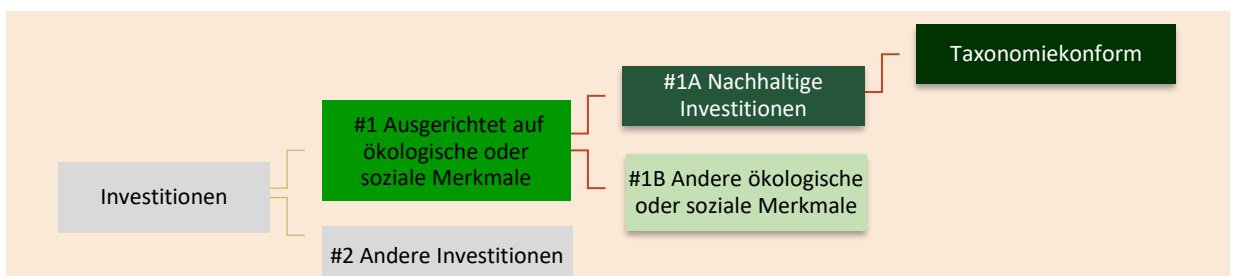 Investitionen
#1 Ausgerichtet auf
ökologische oder
soziale Merkmale
#2 Andere Investitionen
#1A Nachhaltige
Investitionen
#1B Andere ökologische
oder soziale Merkmale
Taxonomiekonform